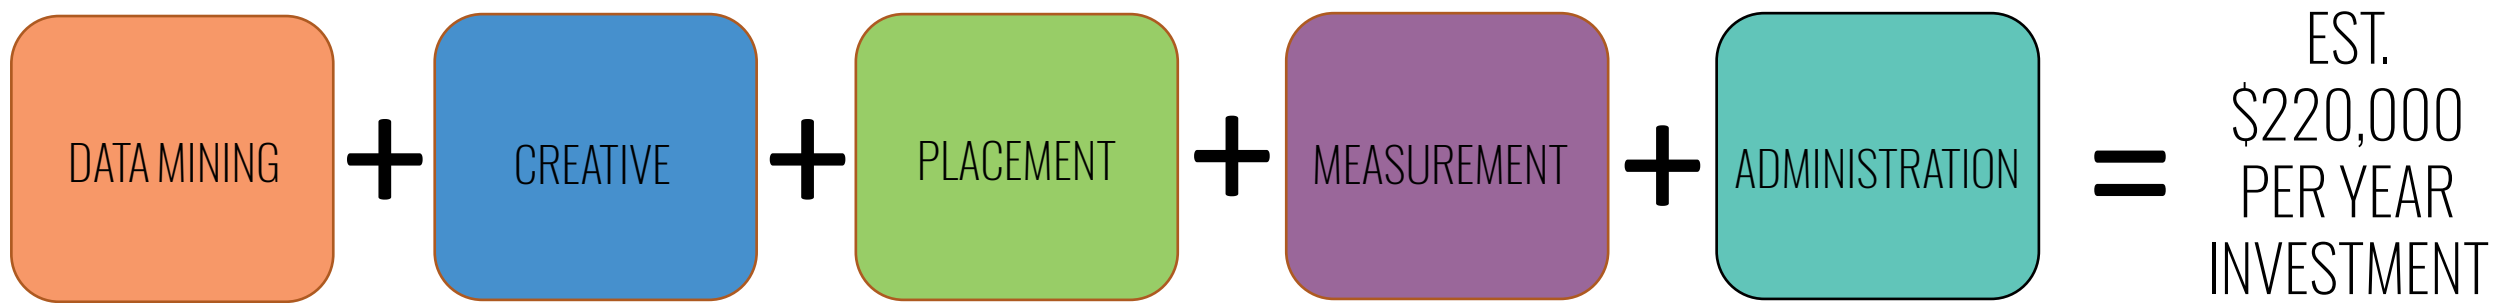 DATA MINING + CREATIVE + PLACEMENT + MEASUREMENT + ADMINISTRATION =
EST.
$220,000
PER YEAR
INVESTMENT